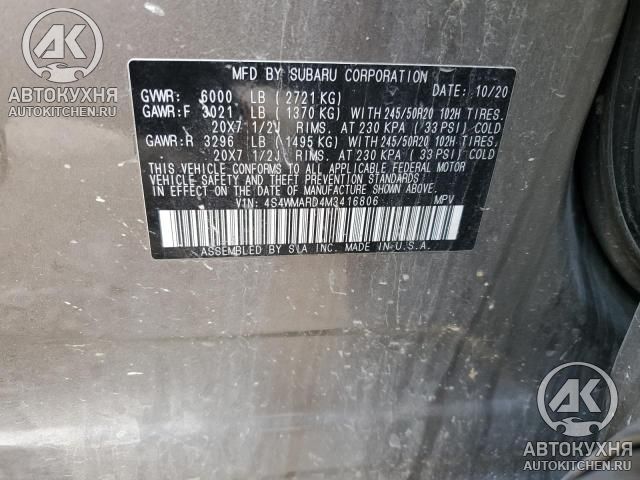 АК
АВТОКУХНЯ
AUTOKITCHEN.RU
MFD BY SUBARU CORPORATION DATE: 10/20
GVWR: 6000 LB ( 2721 KG)
GAWR:F 3021 LB ( 1370 KG) WITH 245/50R20 102H TIRES.
20X7 1/2J RIMS. AT 230 KPA ( 33 PSI) COLD
GAWR:R 3296 LB ( 1495 KG) WITH 245/50R20 102H TIRES.
20X7 1/2J RIMS. AT 230 KPA ( 33 PSI) COLD
THIS VEHICLE CONFORMS TO ALL APPLICABLE FEDERAL MOTOR
VEHICLE SAFETY, BUMPER, AND THEFT PREVENTION STANDARDS
IN EFFECT ON THE DATE OF MANUFACTURE SHOWN ABOVE.
VIN: 4S4WMARD4M3416806 MPV
ASSEMBLED BY SIA INC. MADE IN U.S.A.
АК
АВТОКУХНЯ
AUTOKITCHEN.RU